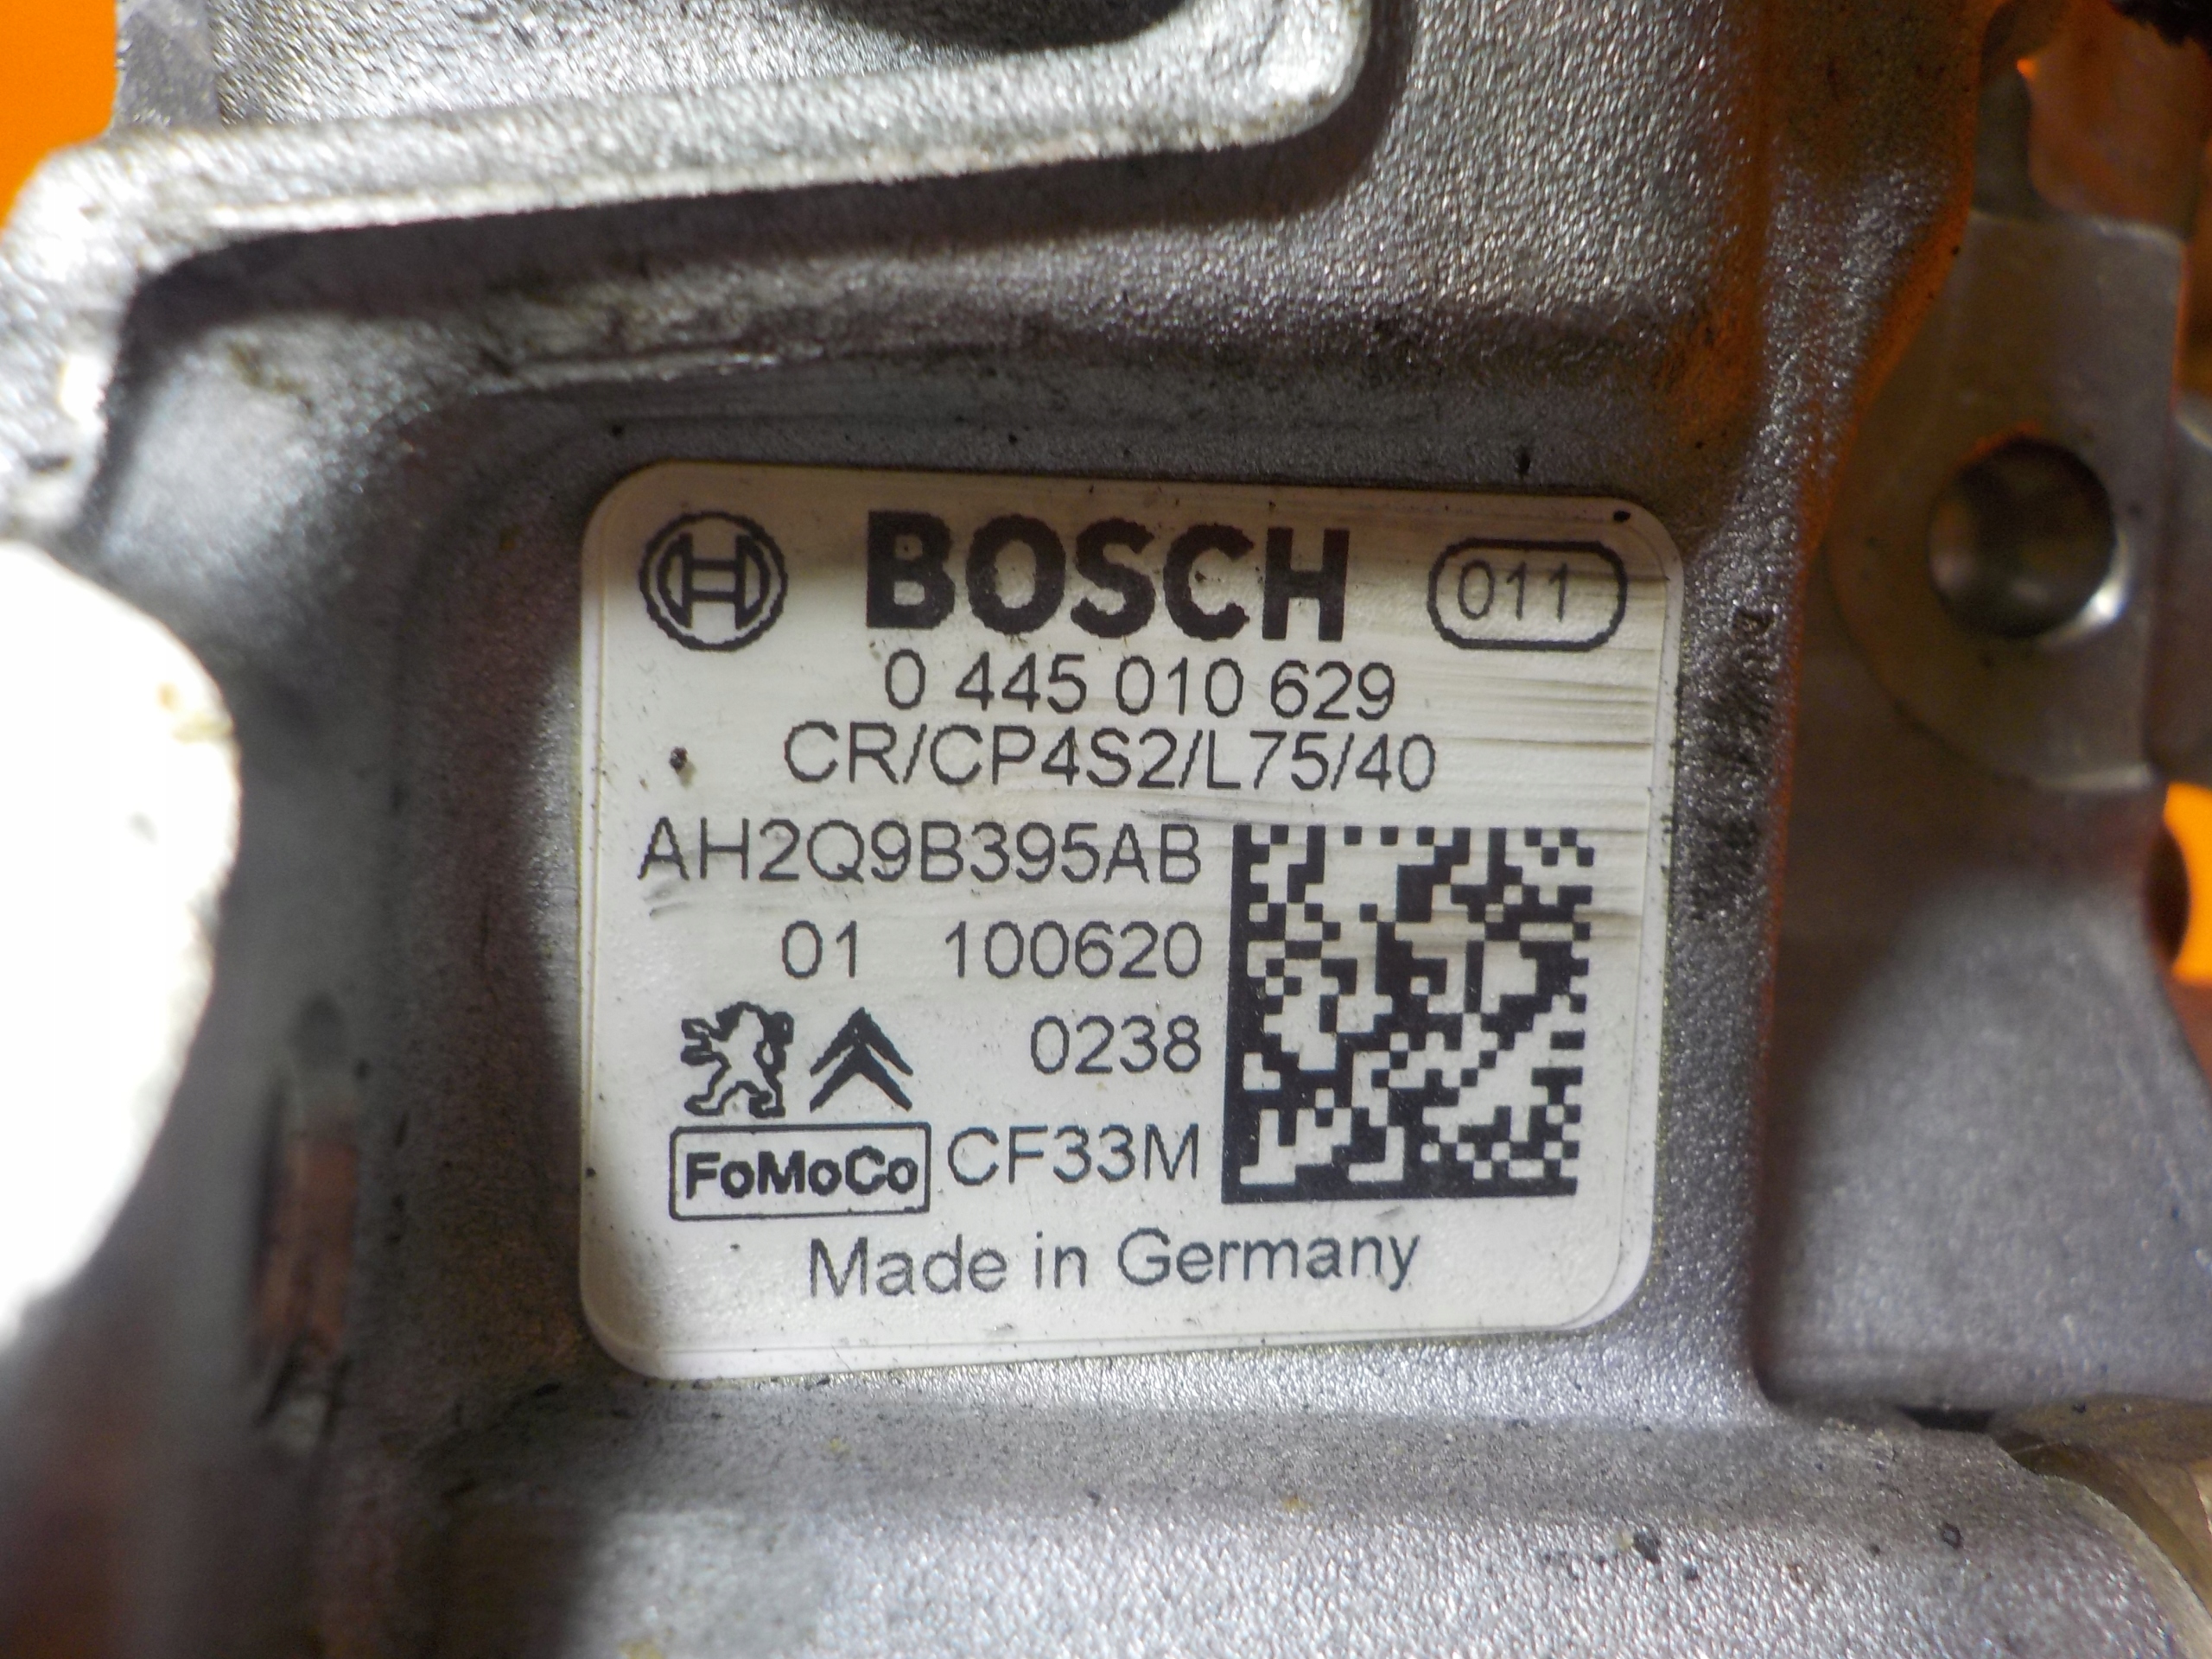 BOSCH 011
0 445 010 629
CR/CP4S2/L75/40
AH2Q9B395AB
01 100620
0238
FoMoCo CF33M
Made in Germany